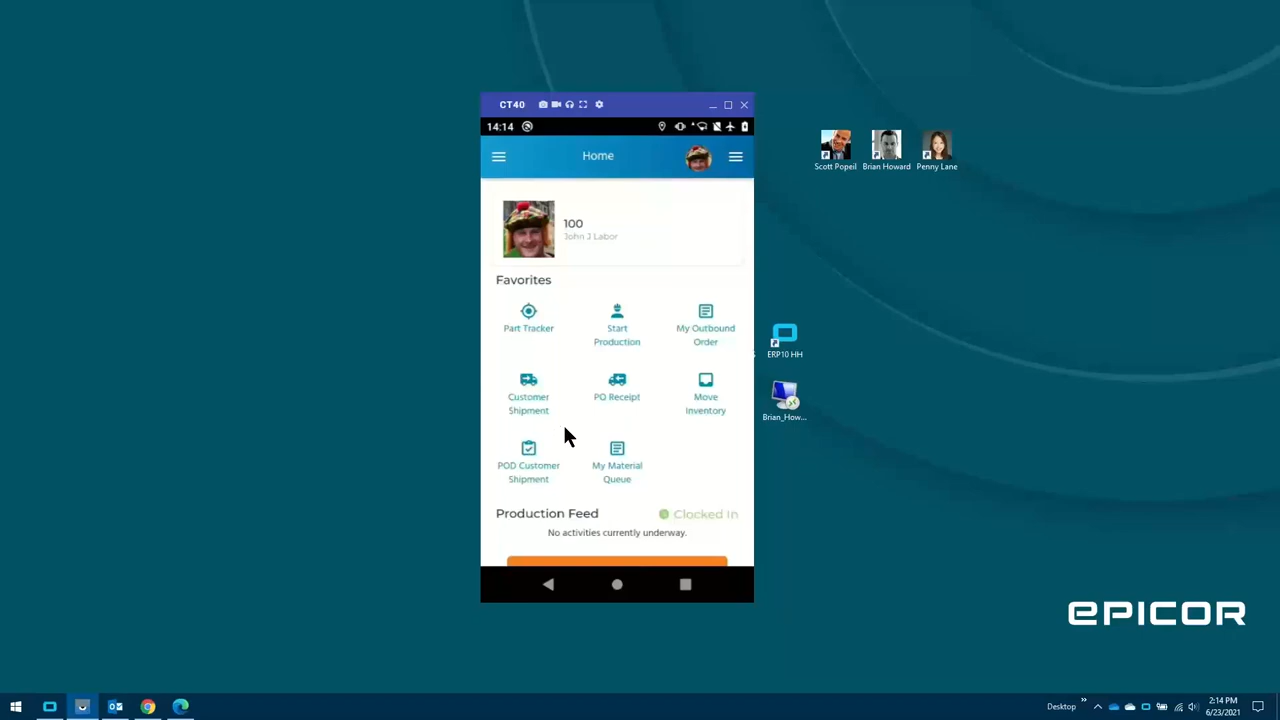 CT40
14:14
Home
100
John J Labor
Favorites
Part Tracker
Start
Production
My Outbound
Order
Customer
Shipment
PO Receipt
Move
Inventory
POD Customer
Shipment
My Material
Queue
Production Feed
Clocked In
No activities currently underway.
Scott Popeil
Brian Howard
Penny Lane
ERP10 HH
Brian_How...
EPICOR
Desktop
2:14 PM
6/23/2021